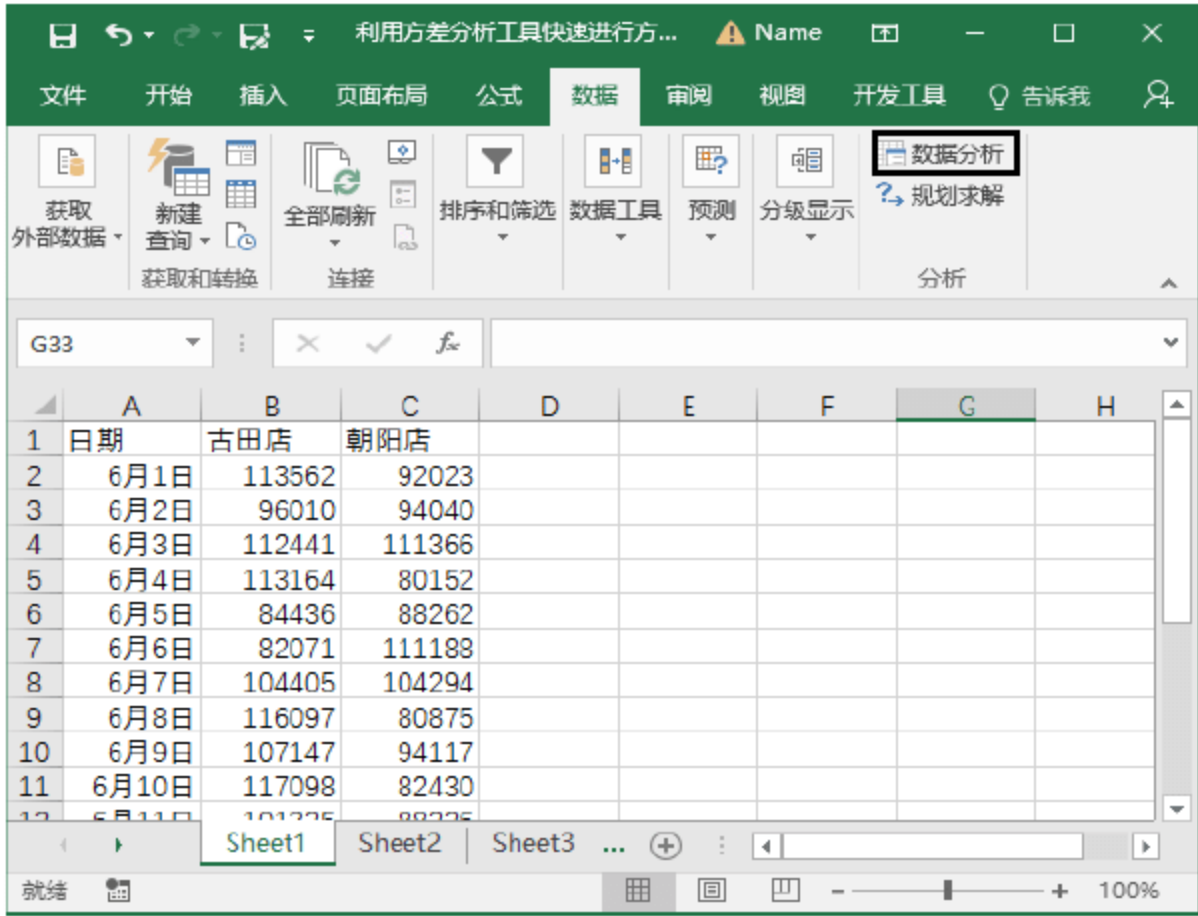 利用方差分析工具快速进行方... Name
文件 开始 插入 页面布局 公式 数据 审阅 视图 开发工具 告诉我
获取
外部数据
新建
查询
全部刷新
排序和筛选
数据工具
预测
分级显示
数据分析
规划求解
获取和转换
连接
分析
G33 fx
A B C D E F G H
1 日期 古田店 朝阳店
2 6月1日 113562 92023
3 6月2日 96010 94040
4 6月3日 112441 111366
5 6月4日 113164 80152
6 6月5日 84436 88262
7 6月6日 82071 111188
8 6月7日 104405 104294
9 6月8日 116097 80875
10 6月9日 107147 94117
11 6月10日 117098 82430
12 6月11日
Sheet1 Sheet2 Sheet3 ...
就绪 100%